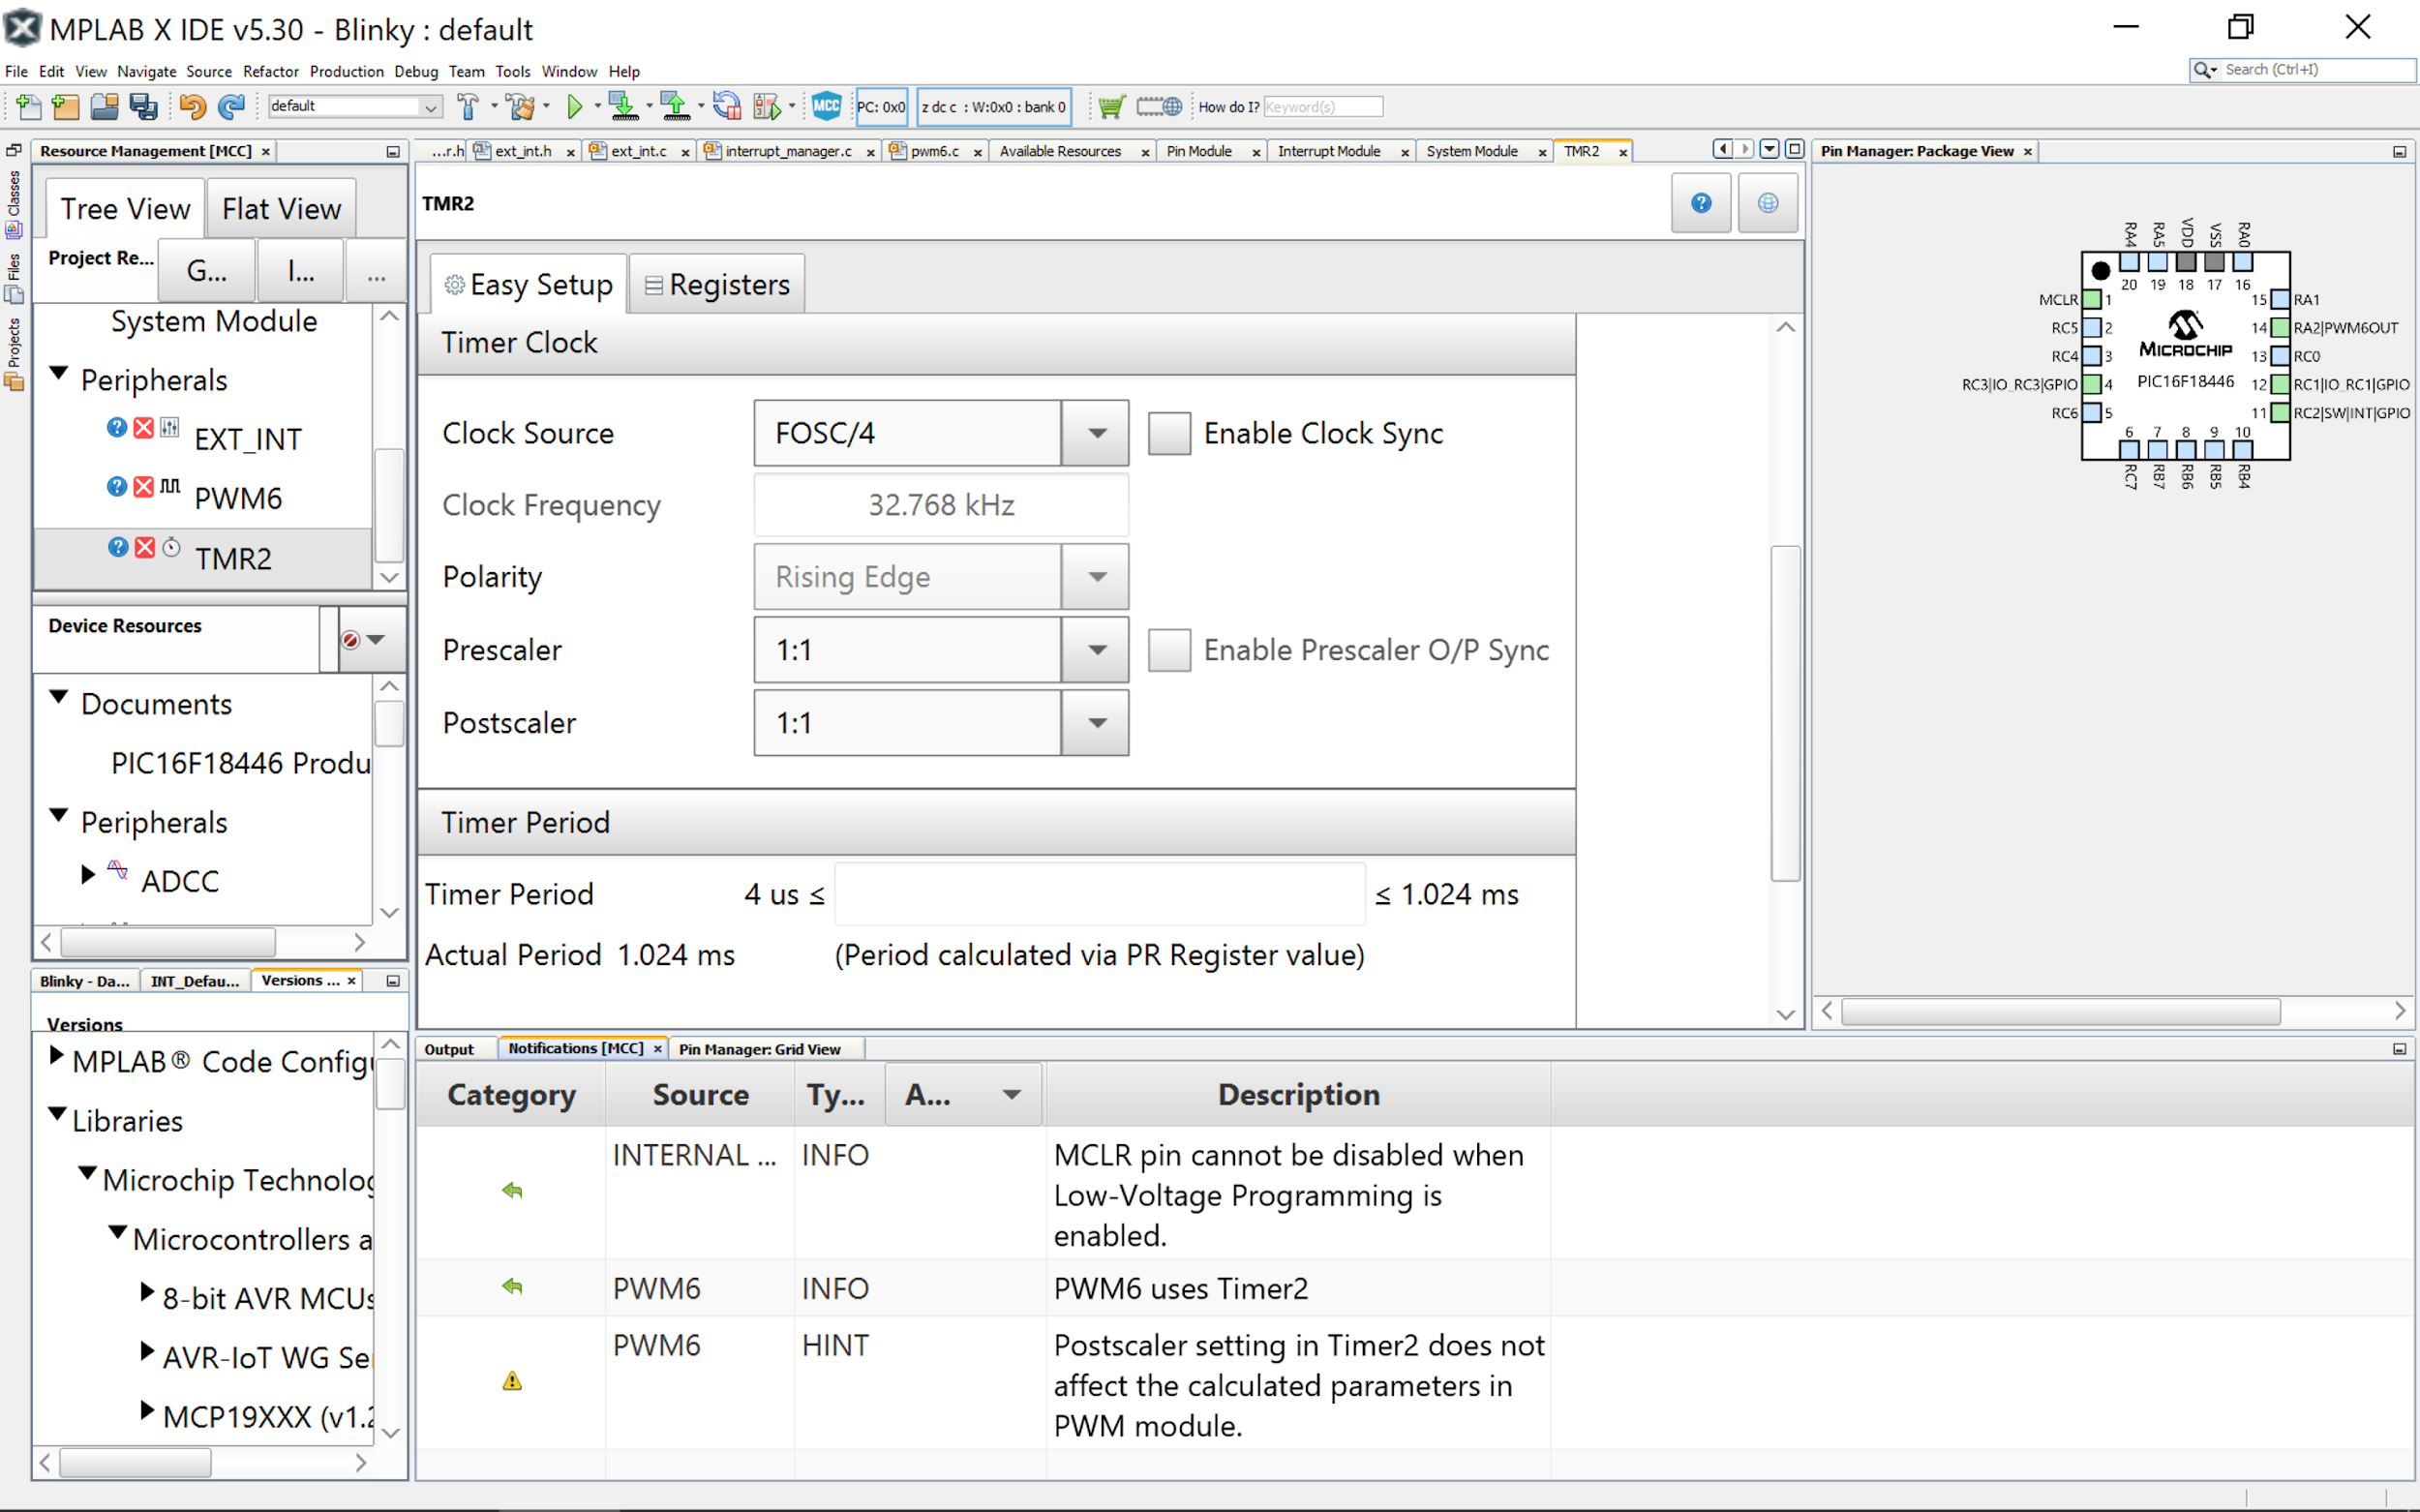 MPLAB X IDE v5.30 - Blinky : default
File Edit View Navigate Source Refactor Production Debug Team Tools Window Help
Search (Ctrl+I)
default
MCC
PC: 0x0
z dc c : W:0x0 : bank 0
How do I?
Keyword(s)
Classes
Files
Projects
Resource Management [MCC]
Tree View
Flat View
Project Re...
G...
I...
...
System Module
Peripherals
EXT_INT
PWM6
TMR2
Device Resources
Documents
PIC16F18446 Produ
Peripherals
ADCC
Blinky - Da...
INT_Defau...
Versions ...
Versions
MPLAB® Code Configu
Libraries
Microchip Technolog
Microcontrollers a
8-bit AVR MCUs
AVR-IoT WG Se
MCP19XXX (v1.2
...r.h
ext_int.h
ext_int.c
interrupt_manager.c
pwm6.c
Available Resources
Pin Module
Interrupt Module
System Module
TMR2
TMR2
Easy Setup
Registers
Timer Clock
Clock Source
FOSC/4
Enable Clock Sync
Clock Frequency
32.768 kHz
Polarity
Rising Edge
Prescaler
1:1
Enable Prescaler O/P Sync
Postscaler
1:1
Timer Period
Timer Period 4 us ≤ ≤ 1.024 ms
Actual Period 1.024 ms (Period calculated via PR Register value)
Pin Manager: Package View
RA4 RA5 VDD VSS RA0
20 19 18 17 16
MCLR 1 15 RA1
RC5 2 14 RA2|PWM6OUT
RC4 3 13 RC0
RC3|IO_RC3|GPIO 4 12 RC1|IO_RC1|GPIO
RC6 5 11 RC2|SW|INT|GPIO
MICROCHIP
PIC16F18446
6 7 8 9 10
RC7 RB7 RB6 RB5 RB4
Output
Notifications [MCC]
Pin Manager: Grid View
Category Source Ty... A... Description
INTERNAL ... INFO MCLR pin cannot be disabled when
Low-Voltage Programming is
enabled.
PWM6 INFO PWM6 uses Timer2
PWM6 HINT Postscaler setting in Timer2 does not
affect the calculated parameters in
PWM module.